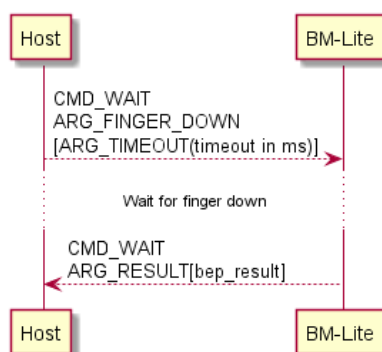 Host BM-Lite
CMD_WAIT
ARG_FINGER_DOWN
[ARG_TIMEOUT(timeout in ms)]
Wait for finger down
CMD_WAIT
ARG_RESULT[bep_result]
Host BM-Lite